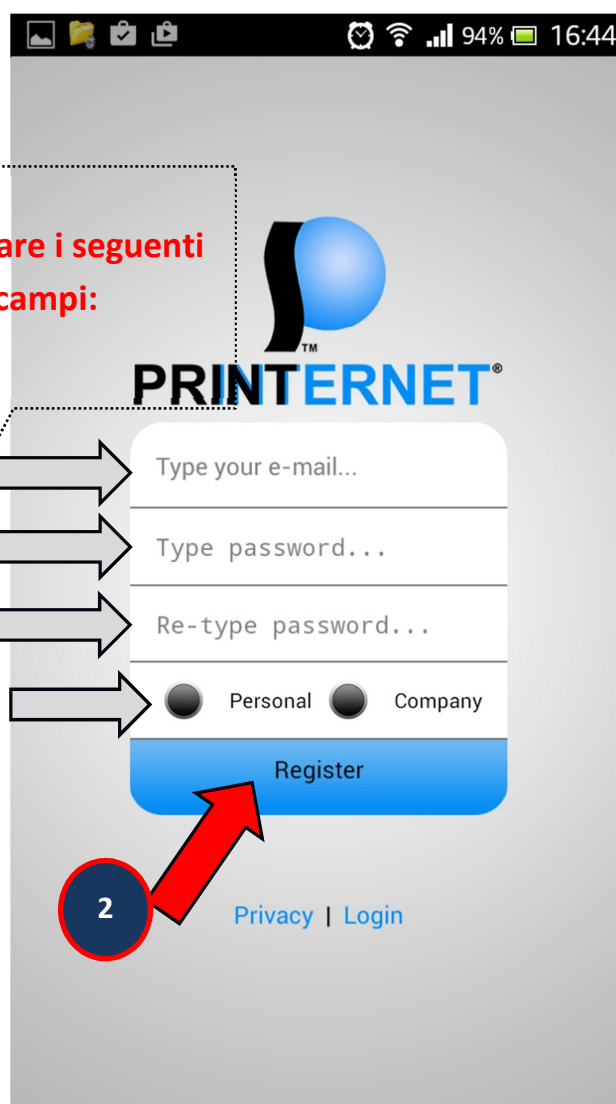 94% 16:44
are i seguenti
campi:
TM
PRINTERNET®
Type your e-mail...
Type password...
Re-type password...
Personal Company
Register
2
Privacy | Login